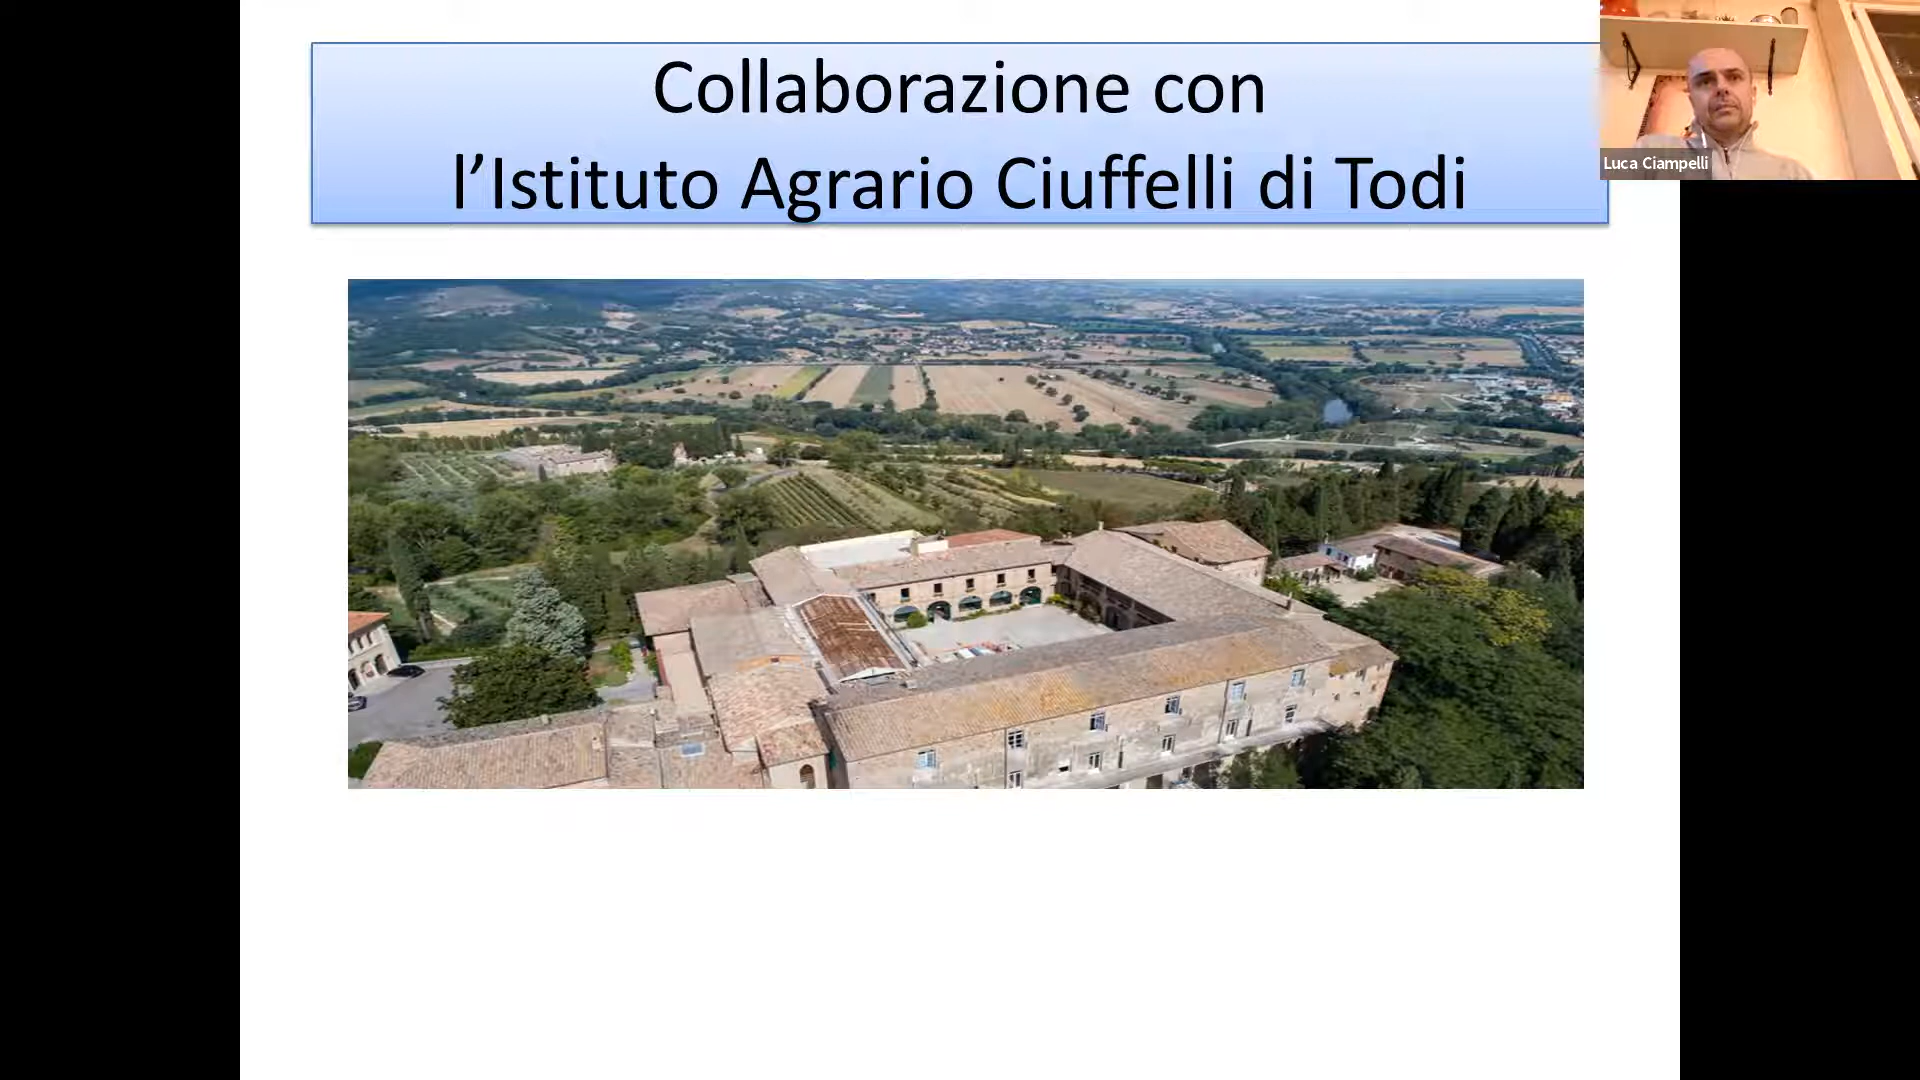 Collaborazione con
l’Istituto Agrario Ciuffelli di Todi
Luca Ciampelli